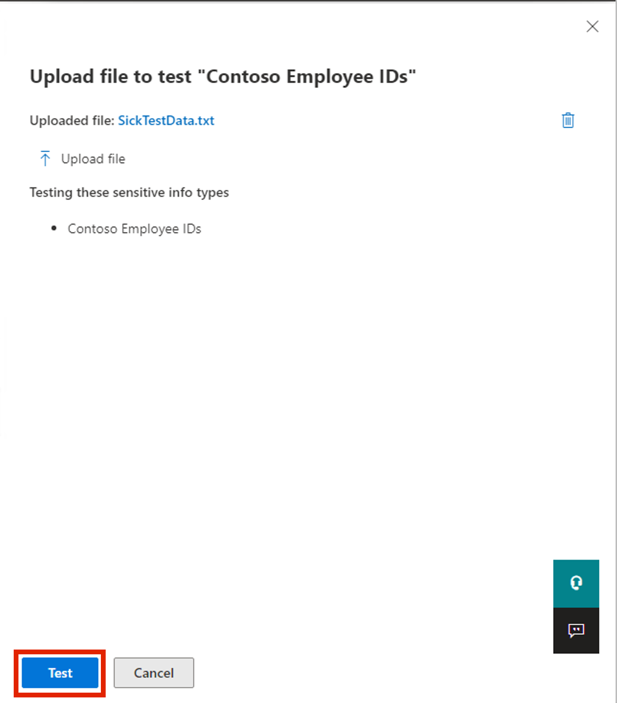 Upload file to test "Contoso Employee IDs"
Uploaded file: SickTestData.txt
Upload file
Testing these sensitive info types
• Contoso Employee IDs
Test Cancel